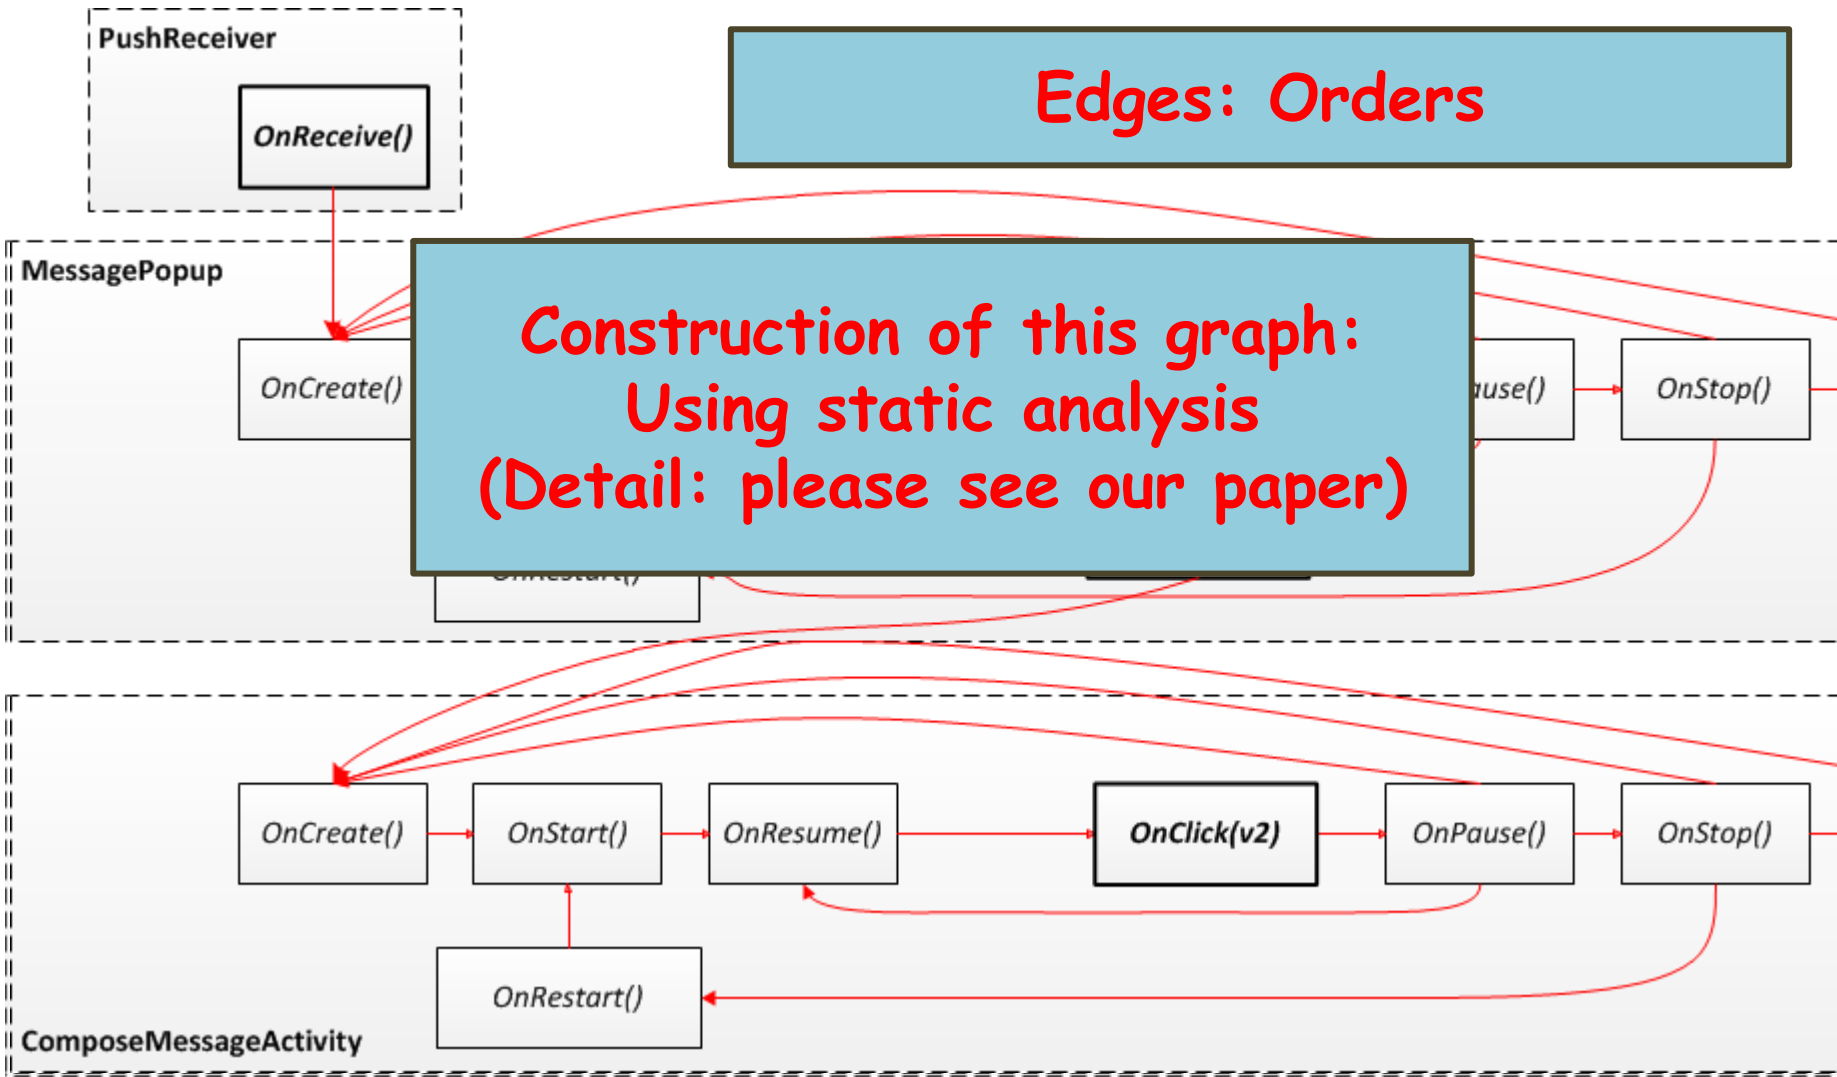 PushReceiver
OnReceive()
Edges: Orders
MessagePopup
OnCreate()
Construction of this graph:
Using static analysis
(Detail: please see our paper)
OnStop()
OnCreate()
OnStart()
OnResume()
OnClick(v2)
OnPause()
OnStop()
OnRestart()
ComposeMessageActivity